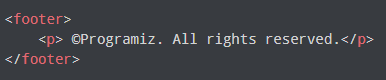 <footer>
    <p> ©Programiz. All rights reserved.</p>
</footer>